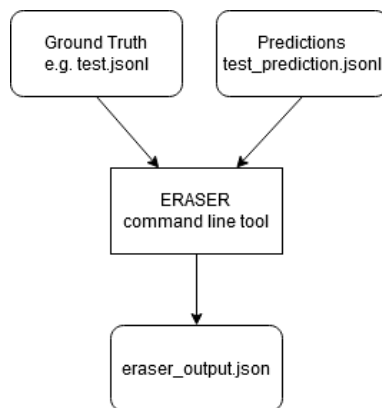 Ground Truth
e.g. test.jsonl
Predictions
test_prediction.jsonl
ERASER
command line tool
eraser_output.json